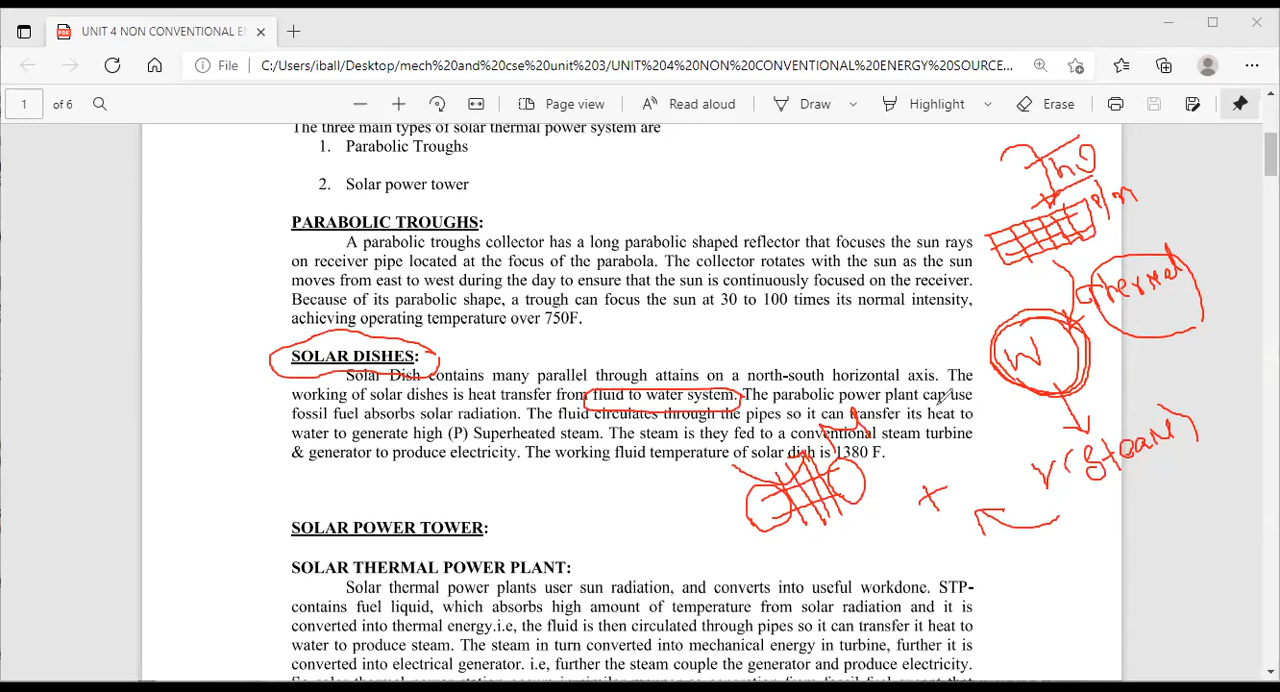 UNIT 4 NON CONVENTIONAL EN
File
C:/Users/iball/Desktop/mech%20and%20cse%20unit%203/UNIT%204%20NON%20CONVENTIONAL%20ENERGY%20SOURCE...
1 of 6
Page view
Read aloud
Draw
Highlight
Erase
The three main types of solar thermal power system are
1. Parabolic Troughs
2. Solar power tower
PARABOLIC TROUGHS:
A parabolic troughs collector has a long parabolic shaped reflector that focuses the sun rays
on receiver pipe located at the focus of the parabola. The collector rotates with the sun as the sun
moves from east to west during the day to ensure that the sun is continuously focused on the receiver.
Because of its parabolic shape, a trough can focus the sun at 30 to 100 times its normal intensity,
achieving operating temperature over 750F.
SOLAR DISHES:
Solar Dish contains many parallel through attains on a north-south horizontal axis. The
working of solar dishes is heat transfer from fluid to water system. The parabolic power plant can use
fossil fuel absorbs solar radiation. The fluid circulates through the pipes so it can transfer its heat to
water to generate high (P) Superheated steam. The steam is they fed to a conventional steam turbine
& generator to produce electricity. The working fluid temperature of solar dish is 1380 F.
SOLAR POWER TOWER:
SOLAR THERMAL POWER PLANT:
Solar thermal power plants user sun radiation, and converts into useful workdone. STP-
contains fuel liquid, which absorbs high amount of temperature from solar radiation and it is
converted into thermal energy.i.e, the fluid is then circulated through pipes so it can transfer it heat to
water to produce steam. The steam in turn converted into mechanical energy in turbine, further it is
converted into electrical generator. i.e, further the steam couple the generator and produce electricity.
thermal
W
(Steam)